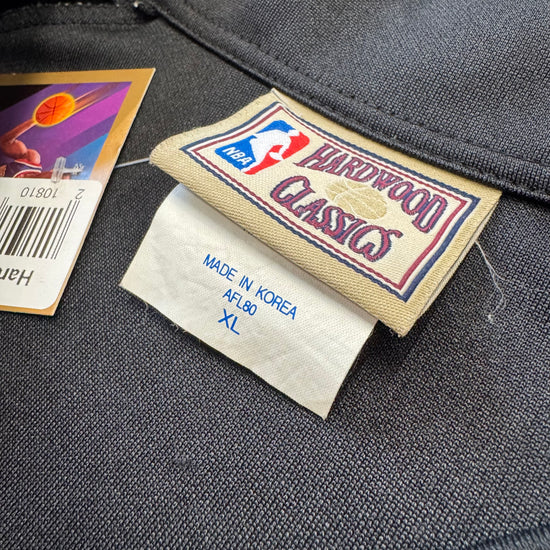 NBA
HARDWOOD
CLASSICS
MADE IN KOREA
AFL80
XL
2 10810
Har